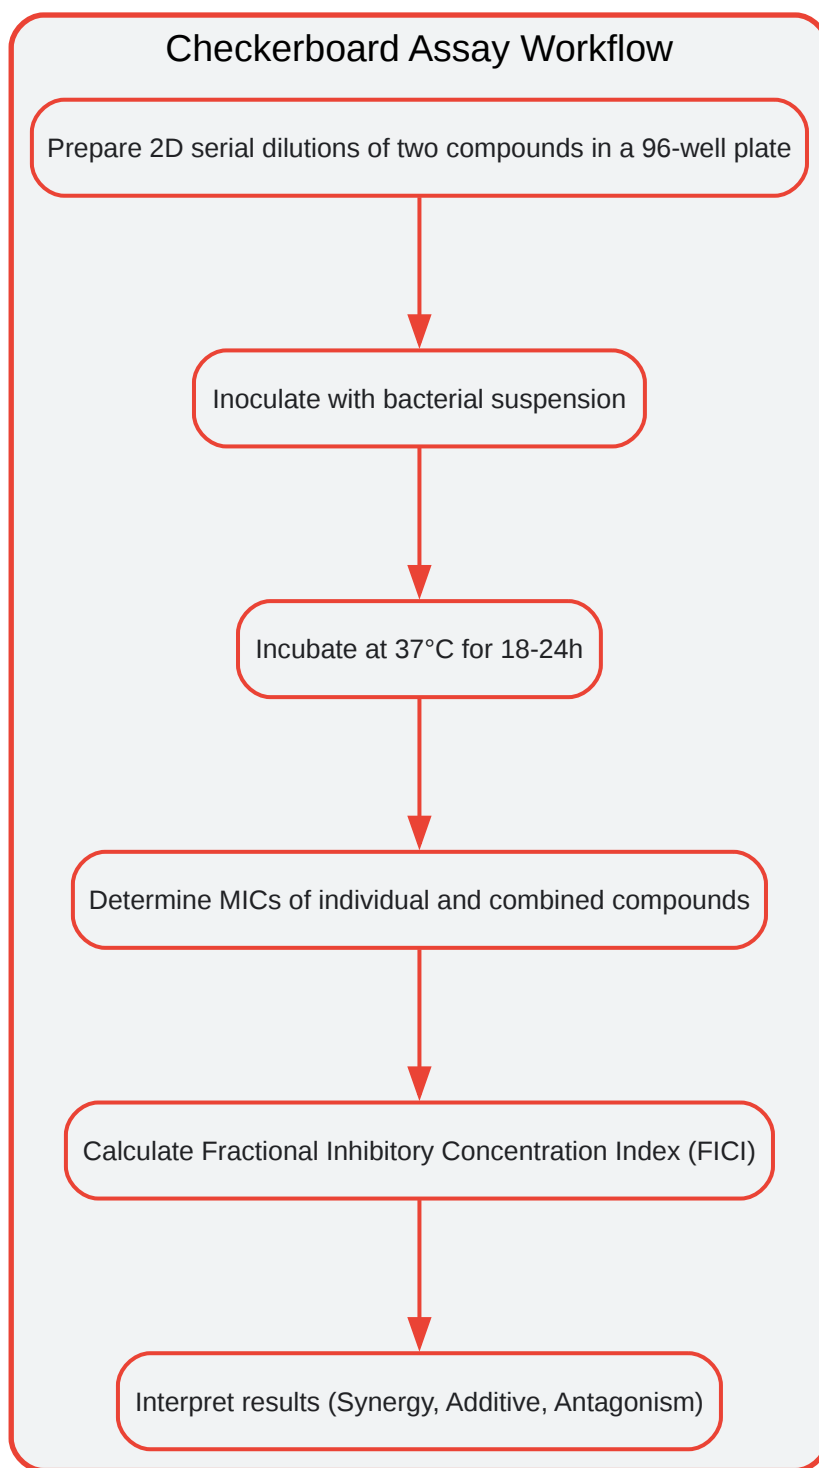 Checkerboard Assay Workflow
Prepare 2D serial dilutions of two compounds in a 96-well plate
Inoculate with bacterial suspension
Incubate at 37°C for 18-24h
Determine MICs of individual and combined compounds
Calculate Fractional Inhibitory Concentration Index (FICI)
Interpret results (Synergy, Additive, Antagonism)